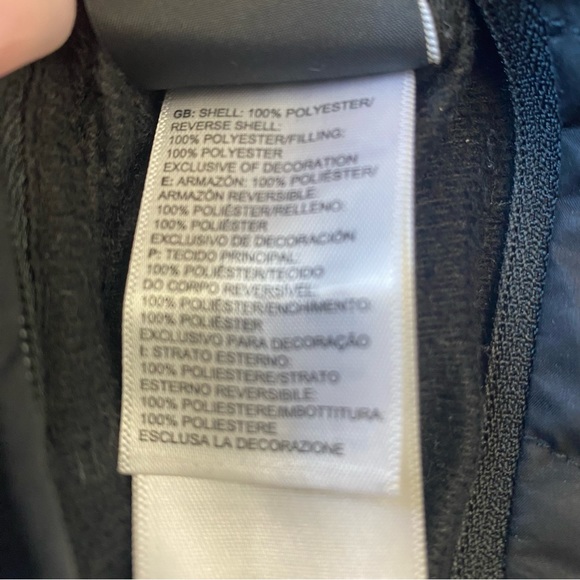 GB: SHELL: 100% POLYESTER/
REVERSE SHELL:
100% POLYESTER/FILLING:
100% POLYESTER
EXCLUSIVE OF DECORATION
E: ARMAZÓN: 100% POLIÉSTER/
ARMAZÓN REVERSIBLE:
100% POLIÉSTER/RELLENO:
100% POLIÉSTER
EXCLUSIVO DE DECORACIÓN
P: TECIDO PRINCIPAL:
100% POLIÉSTER/TECIDO
DO CORPO REVERSÍVEL:
100% POLIÉSTER/ENCHIMENTO:
100% POLIÉSTER
EXCLUSIVO PARA DECORAÇÃO
I: STRATO ESTERNO:
100% POLIESTERE/STRATO
ESTERNO REVERSIBILE:
100% POLIESTERE/IMBOTTITURA:
100% POLIESTERE
ESCLUSA LA DECORAZIONE